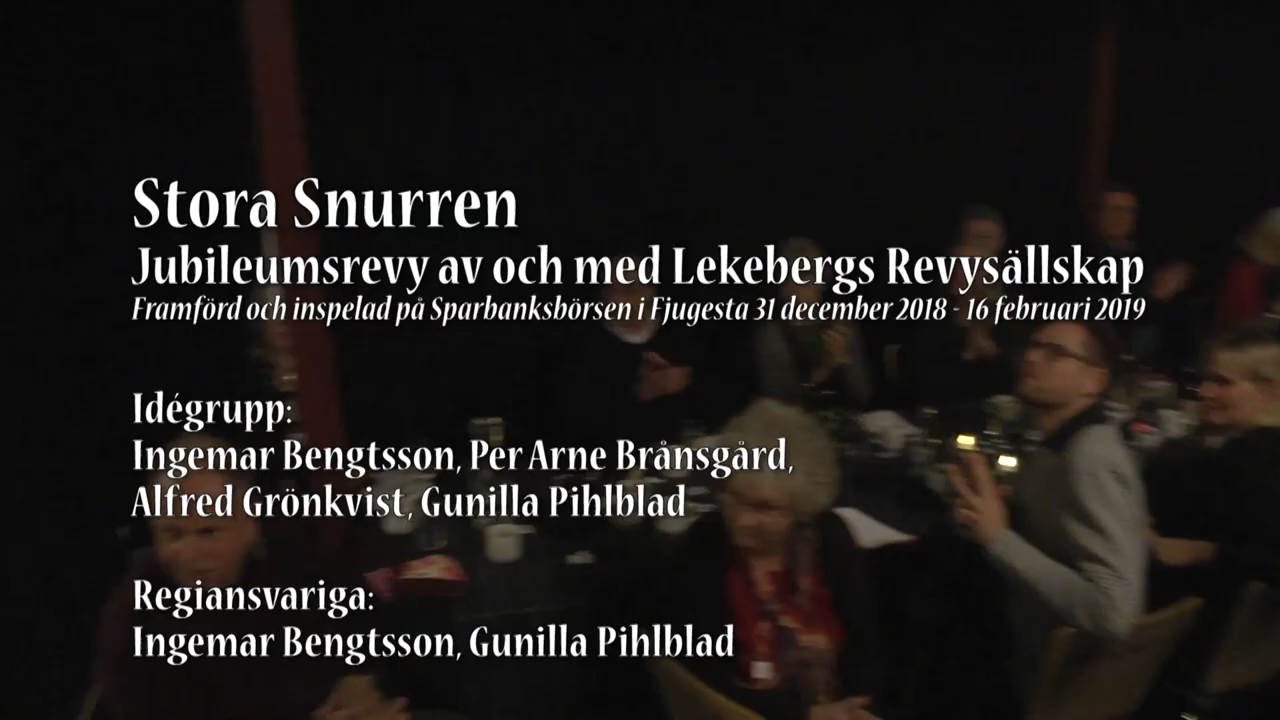 Stora Snurren
Jubileumsrevy av och med Lekebergs Revysällskap
Framförd och inspelad på Sparbanksbörsen i Fjugesta 31 december 2018 - 16 februari 2019
Idégrupp:
Ingemar Bengtsson, Per Arne Brånsgård,
Alfred Grönkvist, Gunilla Pihlblad
Regiansvariga:
Ingemar Bengtsson, Gunilla Pihlblad